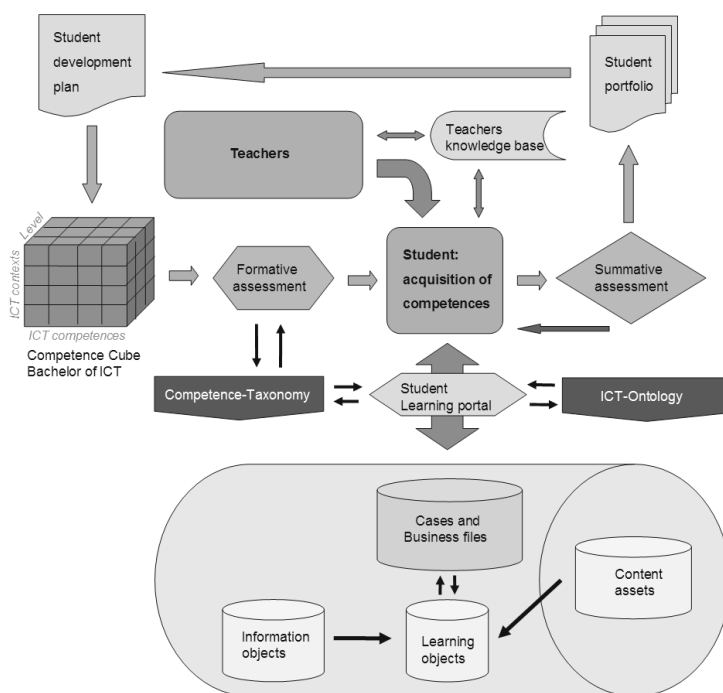 Student
development
plan
Student
portfolio
Teachers
Teachers
knowledge base
Level
ICT contexts
ICT competences
Competence Cube
Bachelor of ICT
Formative
assessment
Student:
acquisition of
competences
Summative
assessment
Competence-Taxonomy
Student
Learning portal
ICT-Ontology
Cases and
Business files
Content
assets
Information
objects
Learning
objects